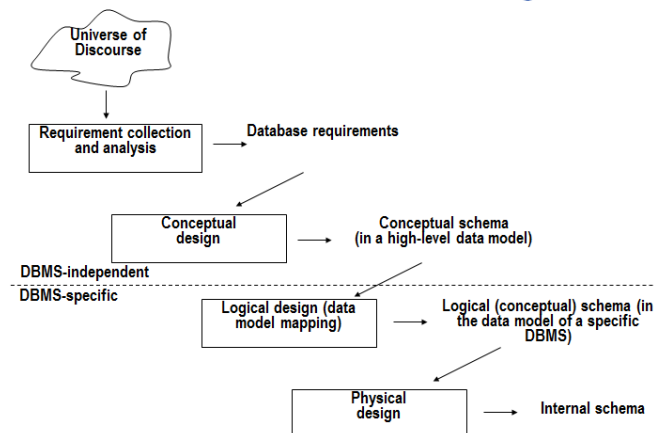 Universe of
Discourse
Requirement collection
and analysis
Database requirements
Conceptual
design
Conceptual schema
(in a high-level data model)
DBMS-independent
DBMS-specific
Logical design (data
model mapping)
Logical (conceptual) schema (in
the data model of a specific
DBMS)
Physical
design
Internal schema